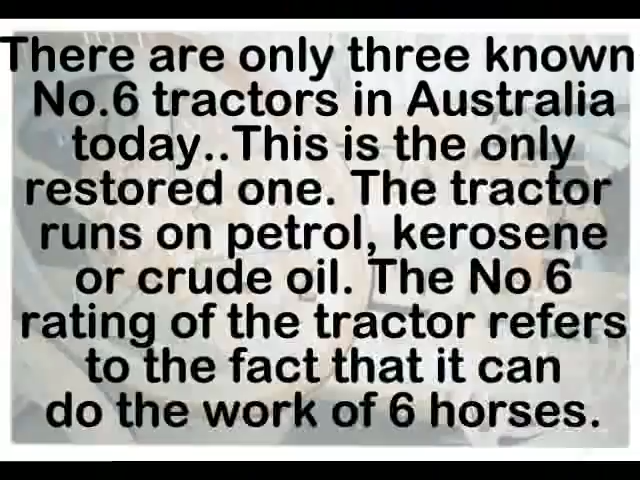 There are only three known
No.6 tractors in Australia
today..This is the only
restored one. The tractor
runs on petrol, kerosene
or crude oil. The No 6
rating of the tractor refers
to the fact that it can
do the work of 6 horses.